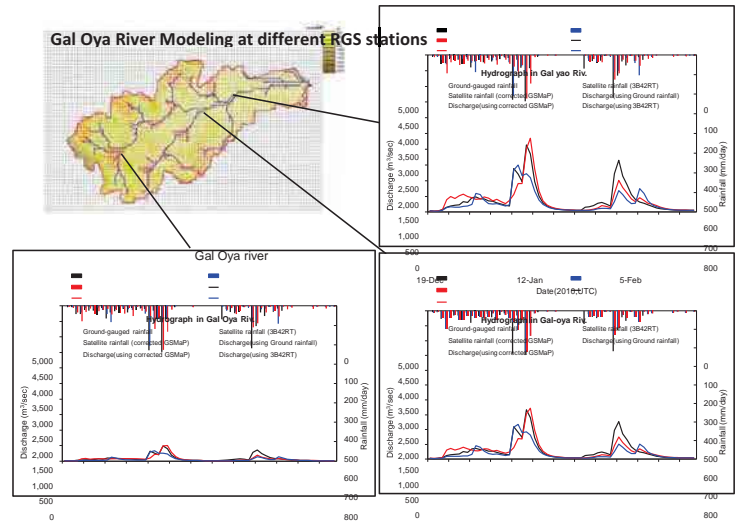 Gal Oya River Modeling at different RGS stations
Hydrograph in Gal yao Riv.
Ground-gauged rainfall
Satellite rainfall (3B42RT)
Satellite rainfall (corrected GSMaP)
Discharge(using Ground rainfall)
Discharge(using corrected GSMaP)
Discharge(using 3B42RT)
5,000
4,500
4,000
3,500
3,000
2,500
2,000
1,500
1,000
500
0
Discharge (m³/sec)
0
100
200
300
400
500
600
700
800
Rainfall (mm/day)
Gal Oya river
Hydrograph in Gal Oya Riv.
Ground-gauged rainfall
Satellite rainfall (3B42RT)
Satellite rainfall (corrected GSMaP)
Discharge(using Ground rainfall)
Discharge(using corrected GSMaP)
Discharge(using 3B42RT)
5,000
4,500
4,000
3,500
3,000
2,500
2,000
1,500
1,000
500
0
Discharge (m³/sec)
0
100
200
300
400
500
600
700
800
Rainfall (mm/day)
19-Dec
12-Jan
5-Feb
Date(2010,UTC)
Hydrograph in Gal-oya Riv.
Ground-gauged rainfall
Satellite rainfall (3B42RT)
Satellite rainfall (corrected GSMaP)
Discharge(using Ground rainfall)
Discharge(using corrected GSMaP)
5,000
4,500
4,000
3,500
3,000
2,500
2,000
1,500
1,000
500
0
Discharge (m³/sec)
0
100
200
300
400
500
600
700
800
Rainfall (mm/day)